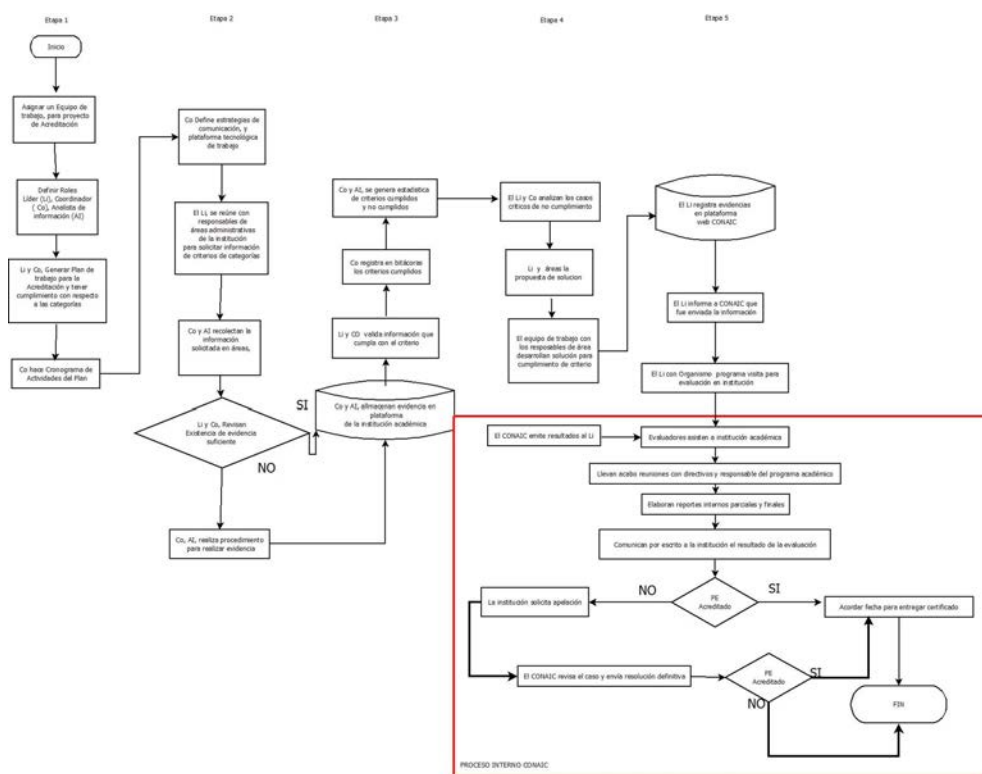 Etapa 1
Etapa 2
Etapa 3
Etapa 4
Etapa 5
Inicio
Asignar un Equipo de
trabajo, para proyecto
de Acreditación
Definir Roles
Líder (Li), Coordinador
( Co), Analista de
información (AI)
Li y Co, Generar Plan de
trabajo para la
Acreditación y tener
cumplimiento con respecto
a las categorías
Co hace Cronograma de
Actividades del Plan
Co Define estrategias de
comunicación, y
plataforma tecnológica
de trabajo
El Li, se reúne con
responsables de
áreas administrativas
de la institución
para solicitar información
de criterios de categorías
Co y AI recolectan la
información
solicitada en áreas,
Li y Co, Revisan
Existencia de evidencia
suficiente
SI
NO
Co, AI, realiza procedimiento
para realizar evidencia
Co y AI, se genera estadística
de criterios cumplidos
y no cumplidos
Co registra en bitácoras
los criterios cumplidos
Li y CO valida información que
cumpla con el criterio
Co y AI, allmacenan evidencia en
plataforma
de la institución académica
El Li y Co analizan los casos
críticos de no cumplimiento
Li y áreas la
propuesta de solucion
El equipo de trabajo con
los resposables de área
desarrollan solución para
cumplimiento de criterio
El Li registra evidencias
en plataforma
web CONAIC
El Li informa a CONAIC que
fue enviada la información
El Li con Organismo programa visita para
evaluación en institución
El CONAIC emite resultados al Li
Evaluadores asisten a institución académica
Llevan acabo reuniones con directivos y responsable del programa académico
Elaboran reportes internos parciales y finales
Comunican por escrito a la institución el resultado de la evaluación
PE
Acreditado
NO
SI
La institución solicita apelación
Acordar fecha para entregar certificado
El CONAIC revisa el caso y envía resolución definitiva
PE
Acreditado
SI
NO
FIN
PROCESO INTERNO CONAIC